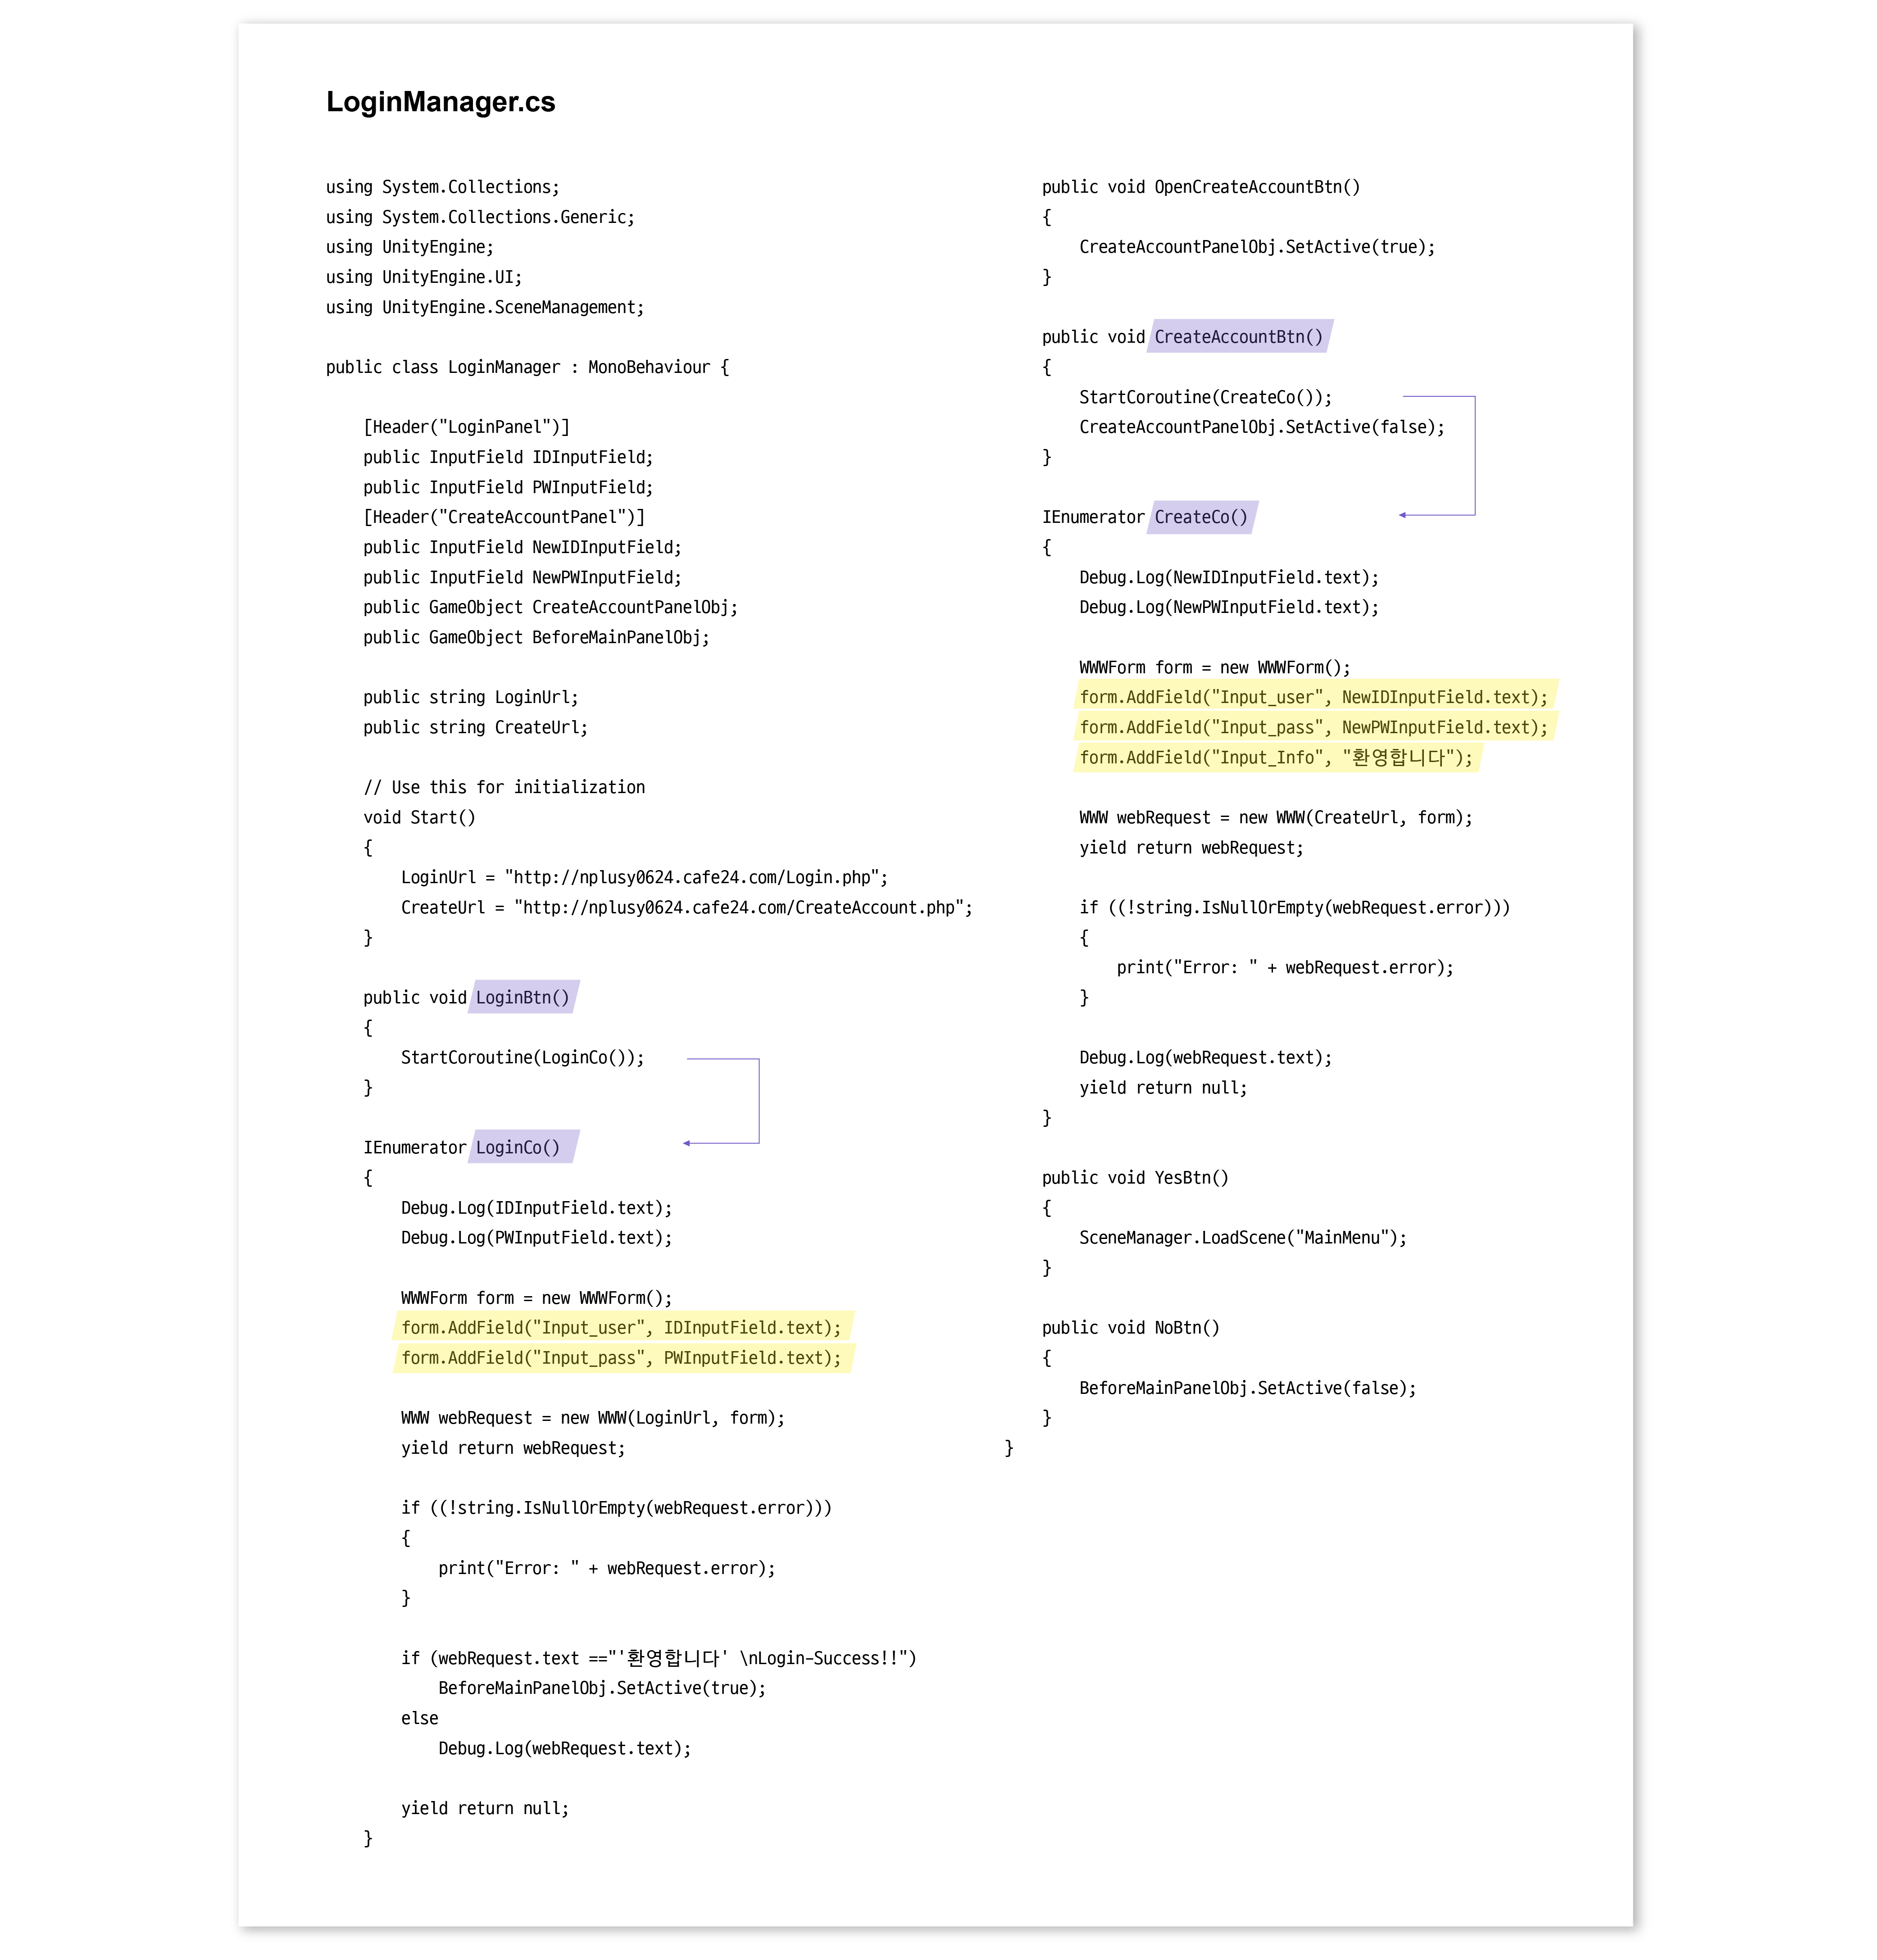 LoginManager.cs
using System.Collections;
using System.Collections.Generic;
using UnityEngine;
using UnityEngine.UI;
using UnityEngine.SceneManagement;
public class LoginManager : MonoBehaviour {
[Header("LoginPanel")]
public InputField IDInputField;
public InputField PWInputField;
[Header("CreateAccountPanel")]
public InputField NewIDInputField;
public InputField NewPWInputField;
public GameObject CreateAccountPanelObj;
public GameObject BeforeMainPanelObj;
public string LoginUrl;
public string CreateUrl;
// Use this for initialization
void Start()
{
LoginUrl = "http://nplusy0624.cafe24.com/Login.php";
CreateUrl = "http://nplusy0624.cafe24.com/CreateAccount.php";
}
public void LoginBtn()
{
StartCoroutine(LoginCo());
}
IEnumerator LoginCo()
{
Debug.Log(IDInputField.text);
Debug.Log(PWInputField.text);
WWWForm form = new WWWForm();
form.AddField("Input_user", IDInputField.text);
form.AddField("Input_pass", PWInputField.text);
WWW webRequest = new WWW(LoginUrl, form);
yield return webRequest;
if ((!string.IsNullOrEmpty(webRequest.error)))
{
print("Error: " + webRequest.error);
}
if (webRequest.text =="'환영합니다' \nLogin-Success!!")
BeforeMainPanelObj.SetActive(true);
else
Debug.Log(webRequest.text);
yield return null;
}
public void OpenCreateAccountBtn()
{
CreateAccountPanelObj.SetActive(true);
}
public void CreateAccountBtn()
{
StartCoroutine(CreateCo());
CreateAccountPanelObj.SetActive(false);
}
IEnumerator CreateCo()
{
Debug.Log(NewIDInputField.text);
Debug.Log(NewPWInputField.text);
WWWForm form = new WWWForm();
form.AddField("Input_user", NewIDInputField.text);
form.AddField("Input_pass", NewPWInputField.text);
form.AddField("Input_Info", "환영합니다");
WWW webRequest = new WWW(CreateUrl, form);
yield return webRequest;
if ((!string.IsNullOrEmpty(webRequest.error)))
{
print("Error: " + webRequest.error);
}
Debug.Log(webRequest.text);
yield return null;
}
public void YesBtn()
{
SceneManager.LoadScene("MainMenu");
}
public void NoBtn()
{
BeforeMainPanelObj.SetActive(false);
}
}